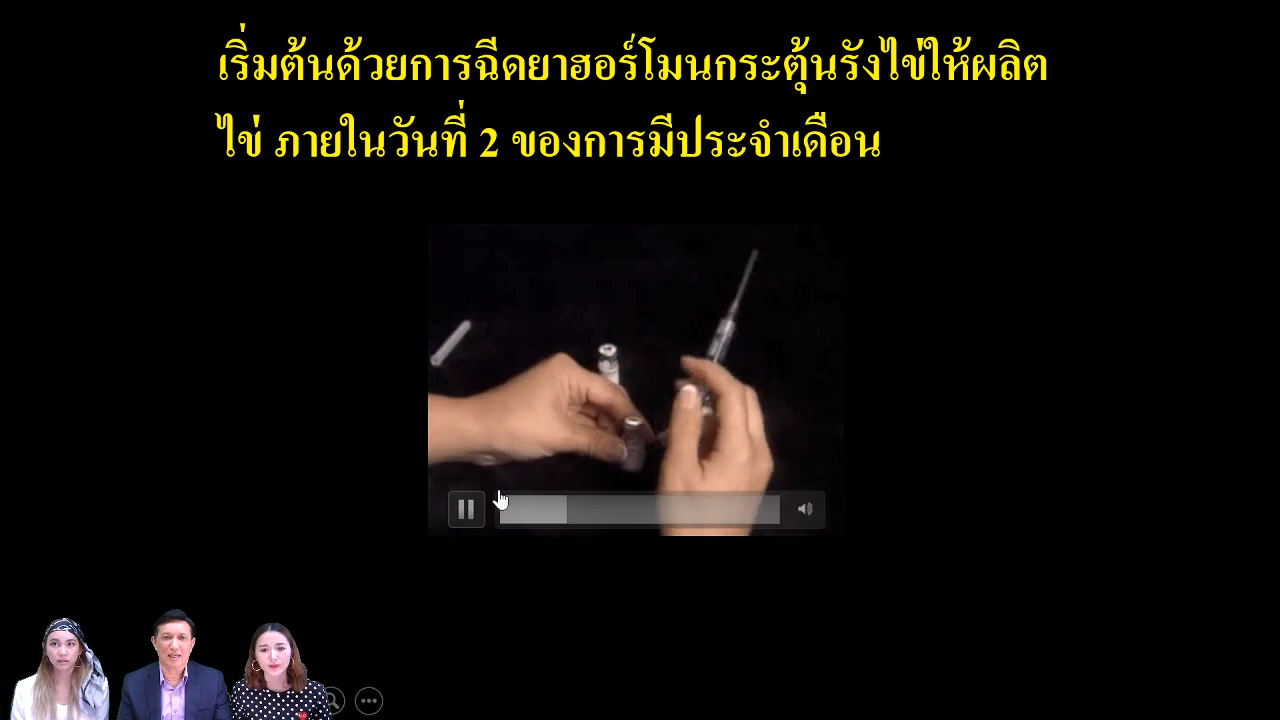 เริ่มต้นด้วยการฉีดยาฮอร์โมนกระตุ้นรังไข่ให้ผลิต
ไข่ ภายในวันที่ 2 ของการมีประจำเดือน